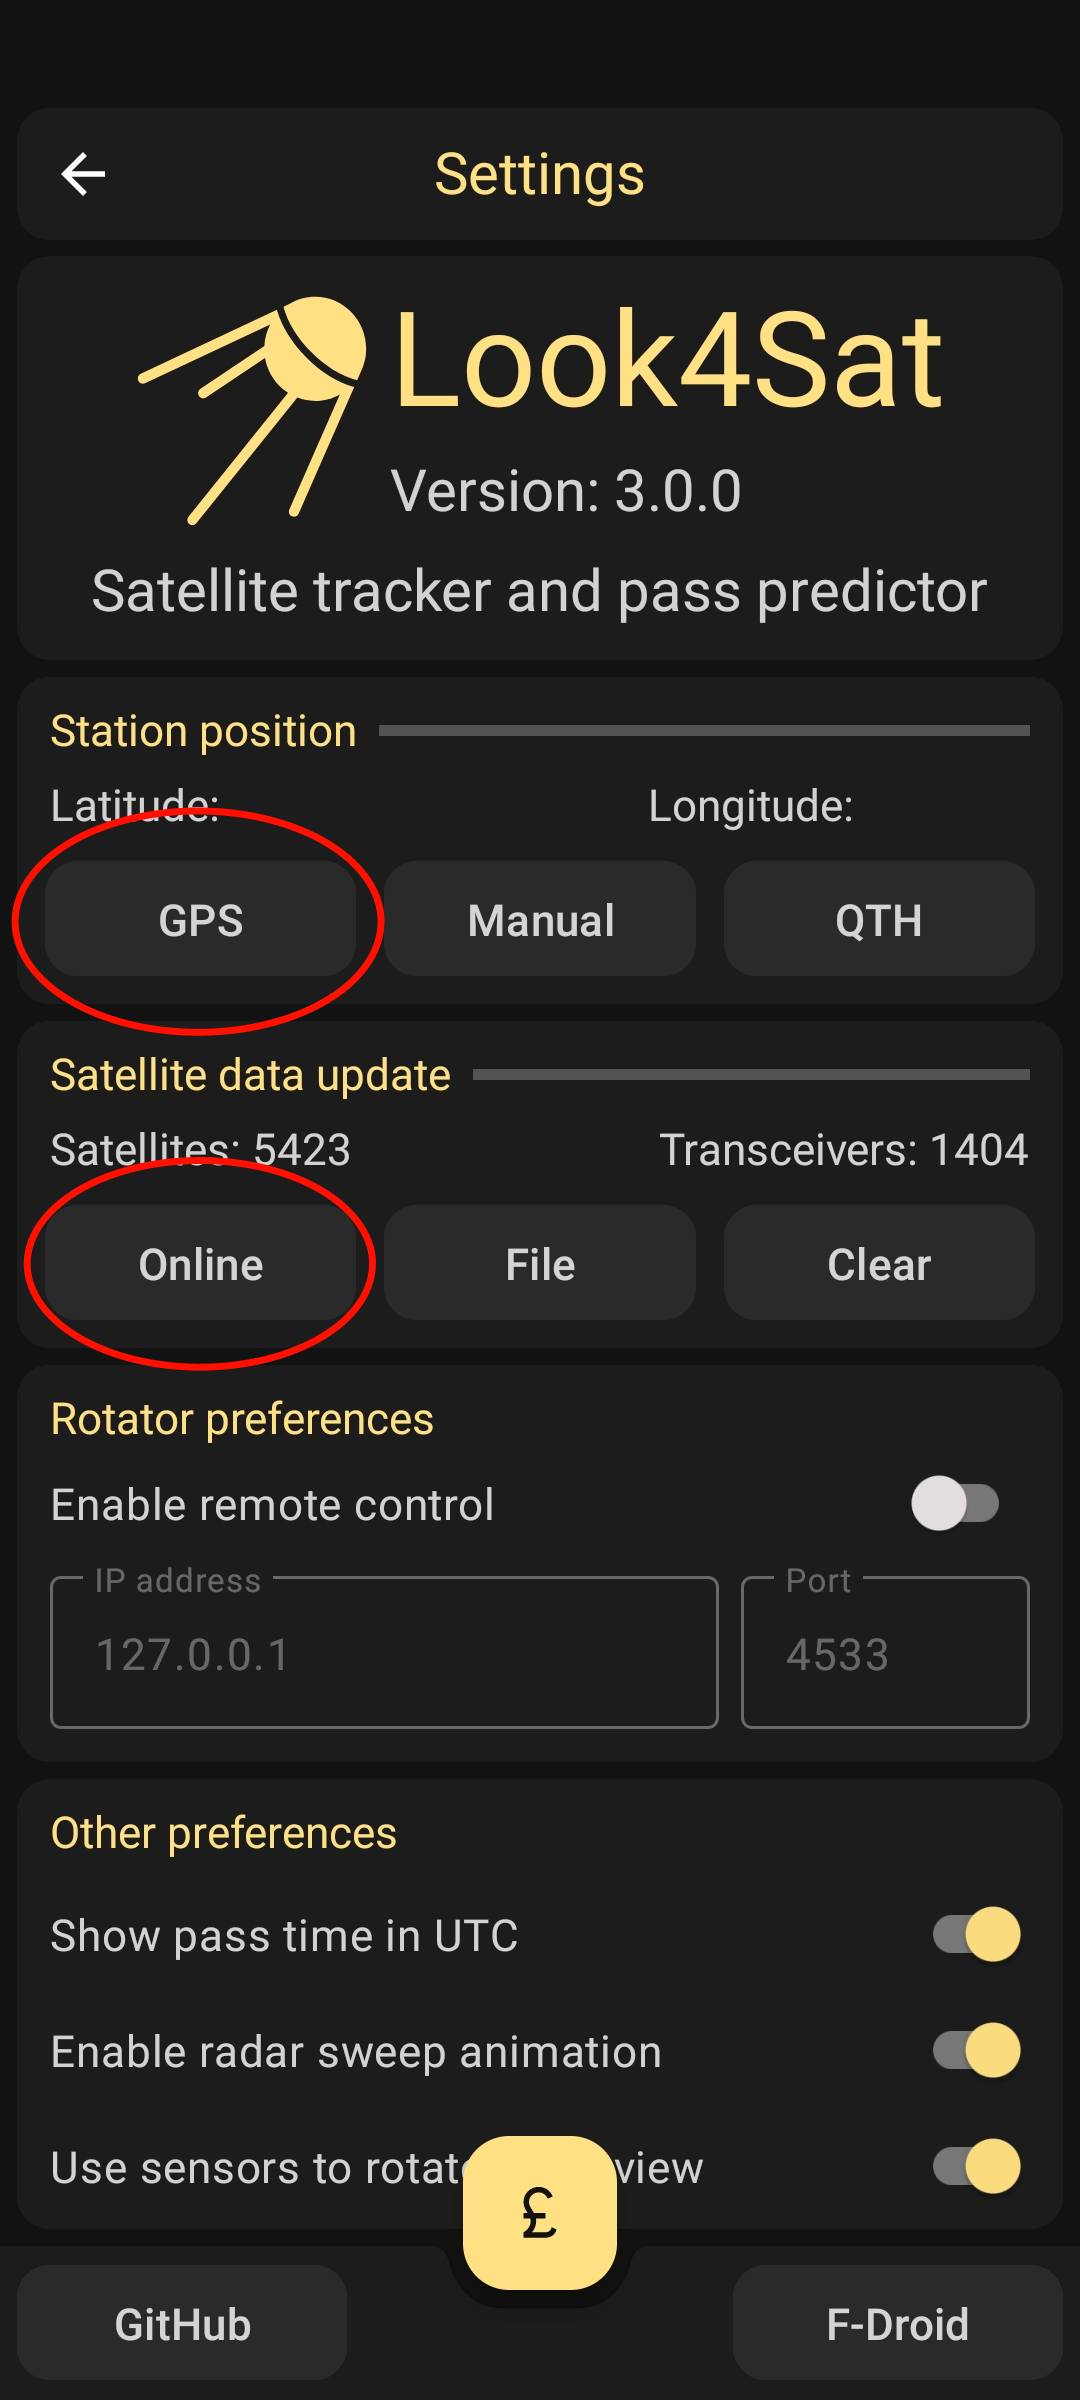 Settings
Look4Sat
Version: 3.0.0
Satellite tracker and pass predictor
Station position
Latitude: Longitude:
GPS Manual QTH
Satellite data update
Satellites: 5423 Transceivers: 1404
Online File Clear
Rotator preferences
Enable remote control
IP address Port
127.0.0.1 4533
Other preferences
Show pass time in UTC
Enable radar sweep animation
Use sensors to rotate view
£
GitHub F-Droid